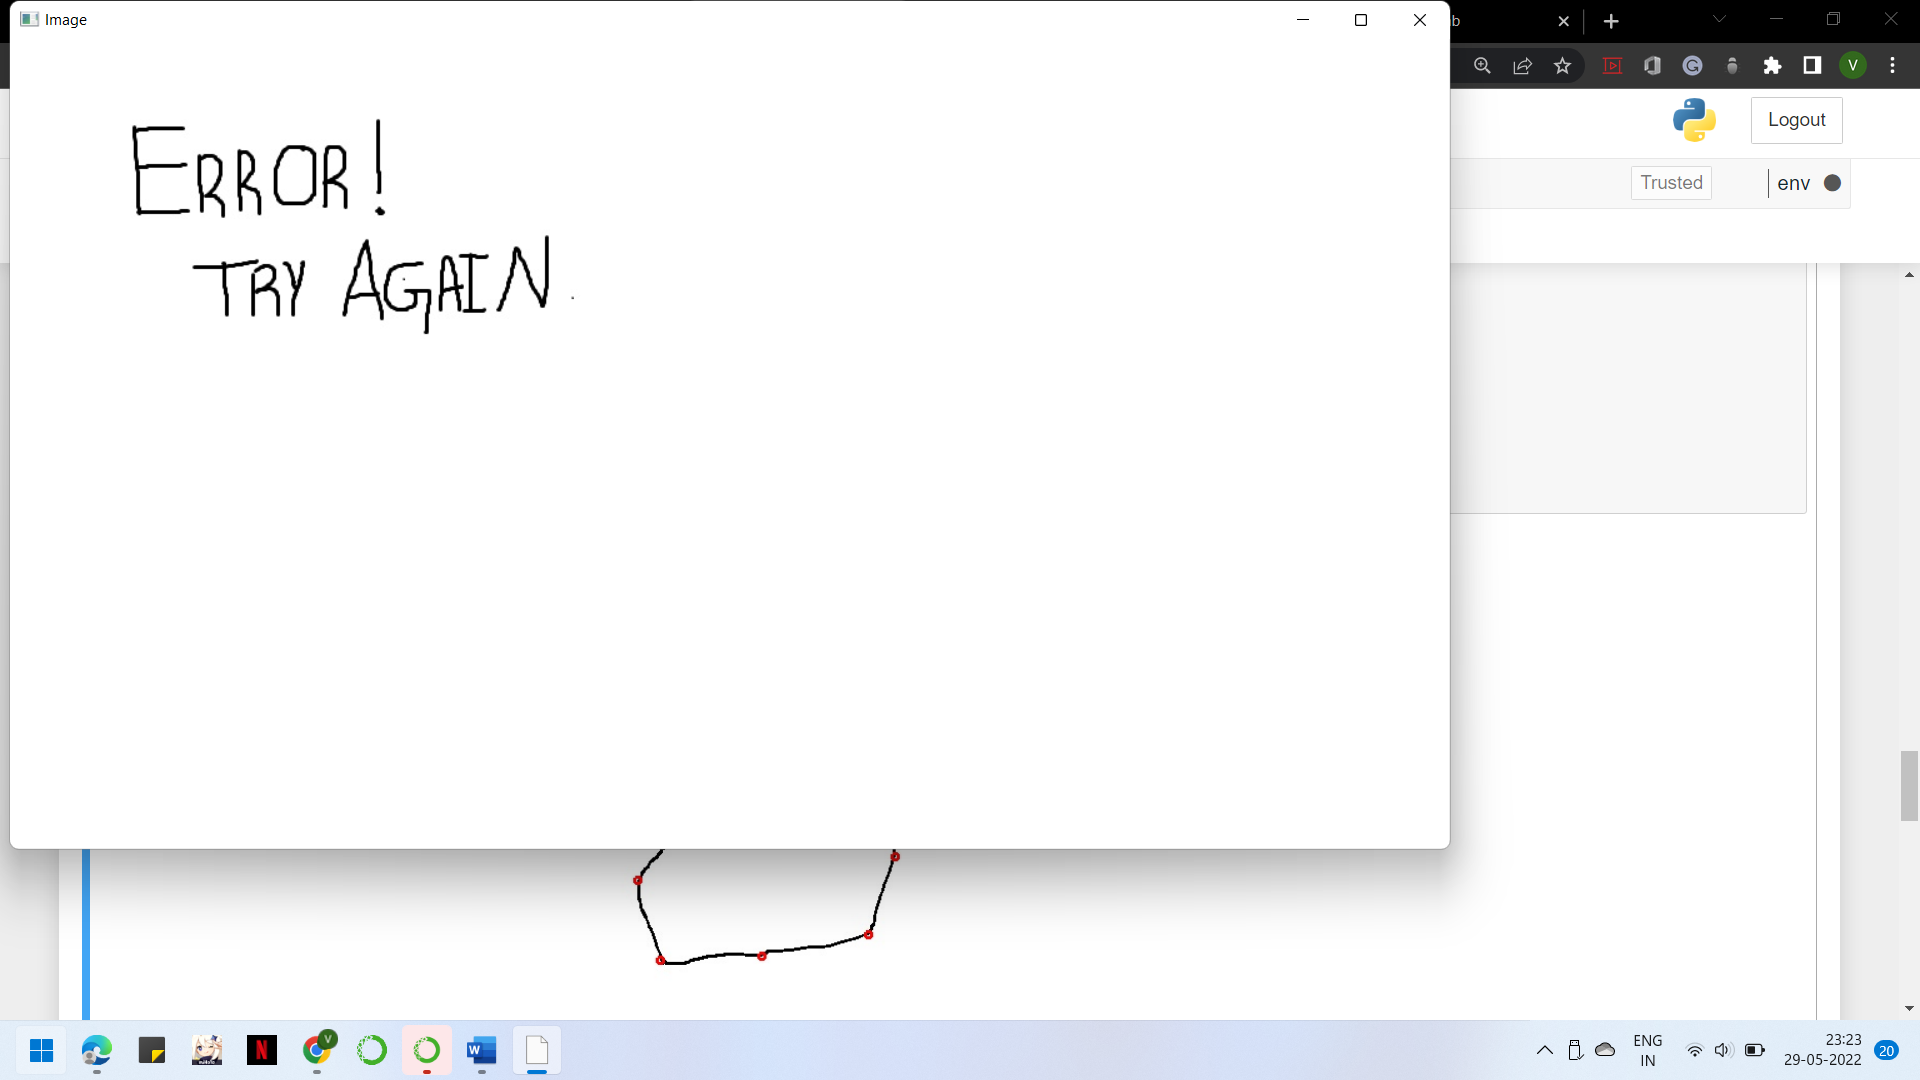 Image
b
Logout
Trusted
env
V
ERROR!
TRY AGAIN.
V
N
W
ENG
IN
23:23
29-05-2022
20